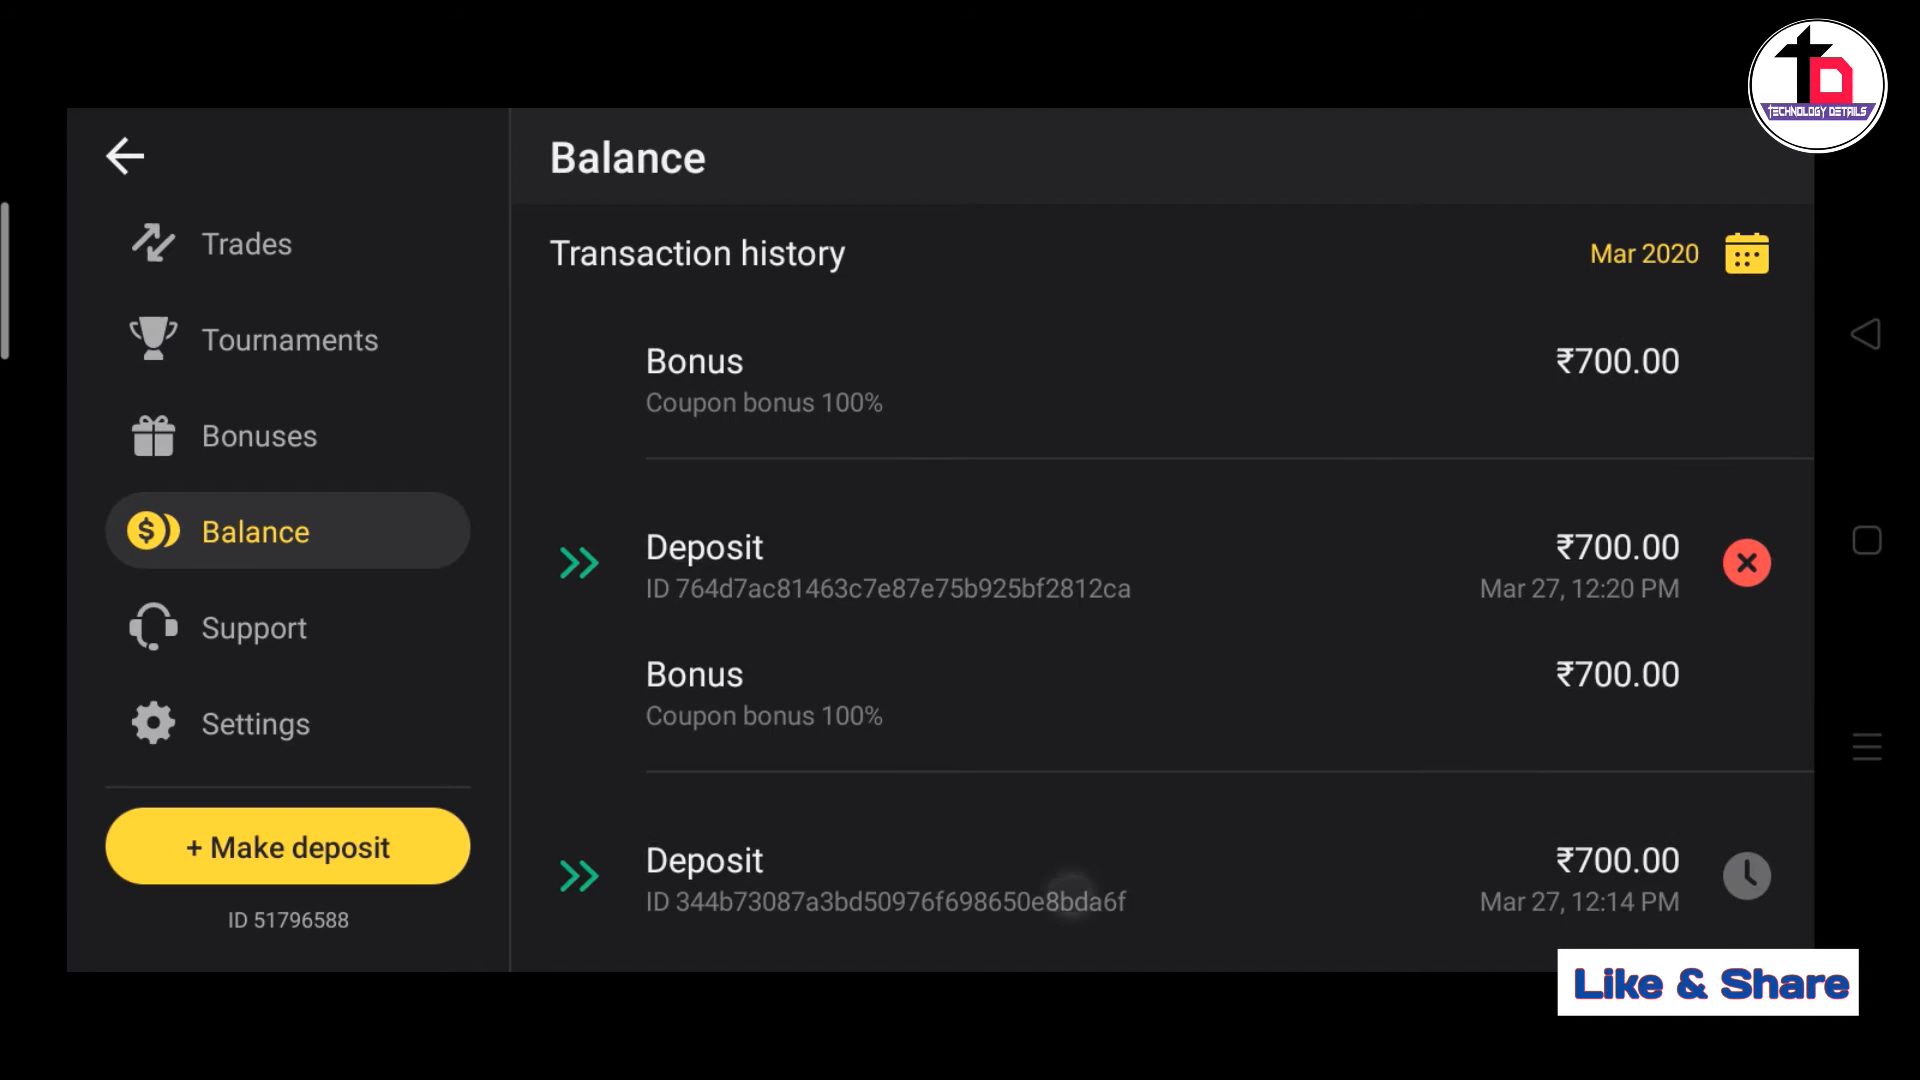 TD
TECHNOLOGY DETAILS
Balance
Trades
Tournaments
Bonuses
Balance
Support
Settings
+ Make deposit
ID 51796588
Transaction history
Mar 2020
Bonus
₹700.00
Coupon bonus 100%
Deposit
₹700.00
ID 764d7ac81463c7e87e75b925bf2812ca
Mar 27, 12:20 PM
Bonus
₹700.00
Coupon bonus 100%
Deposit
₹700.00
ID 344b73087a3bd50976f698650e8bda6f
Mar 27, 12:14 PM
Like & Share